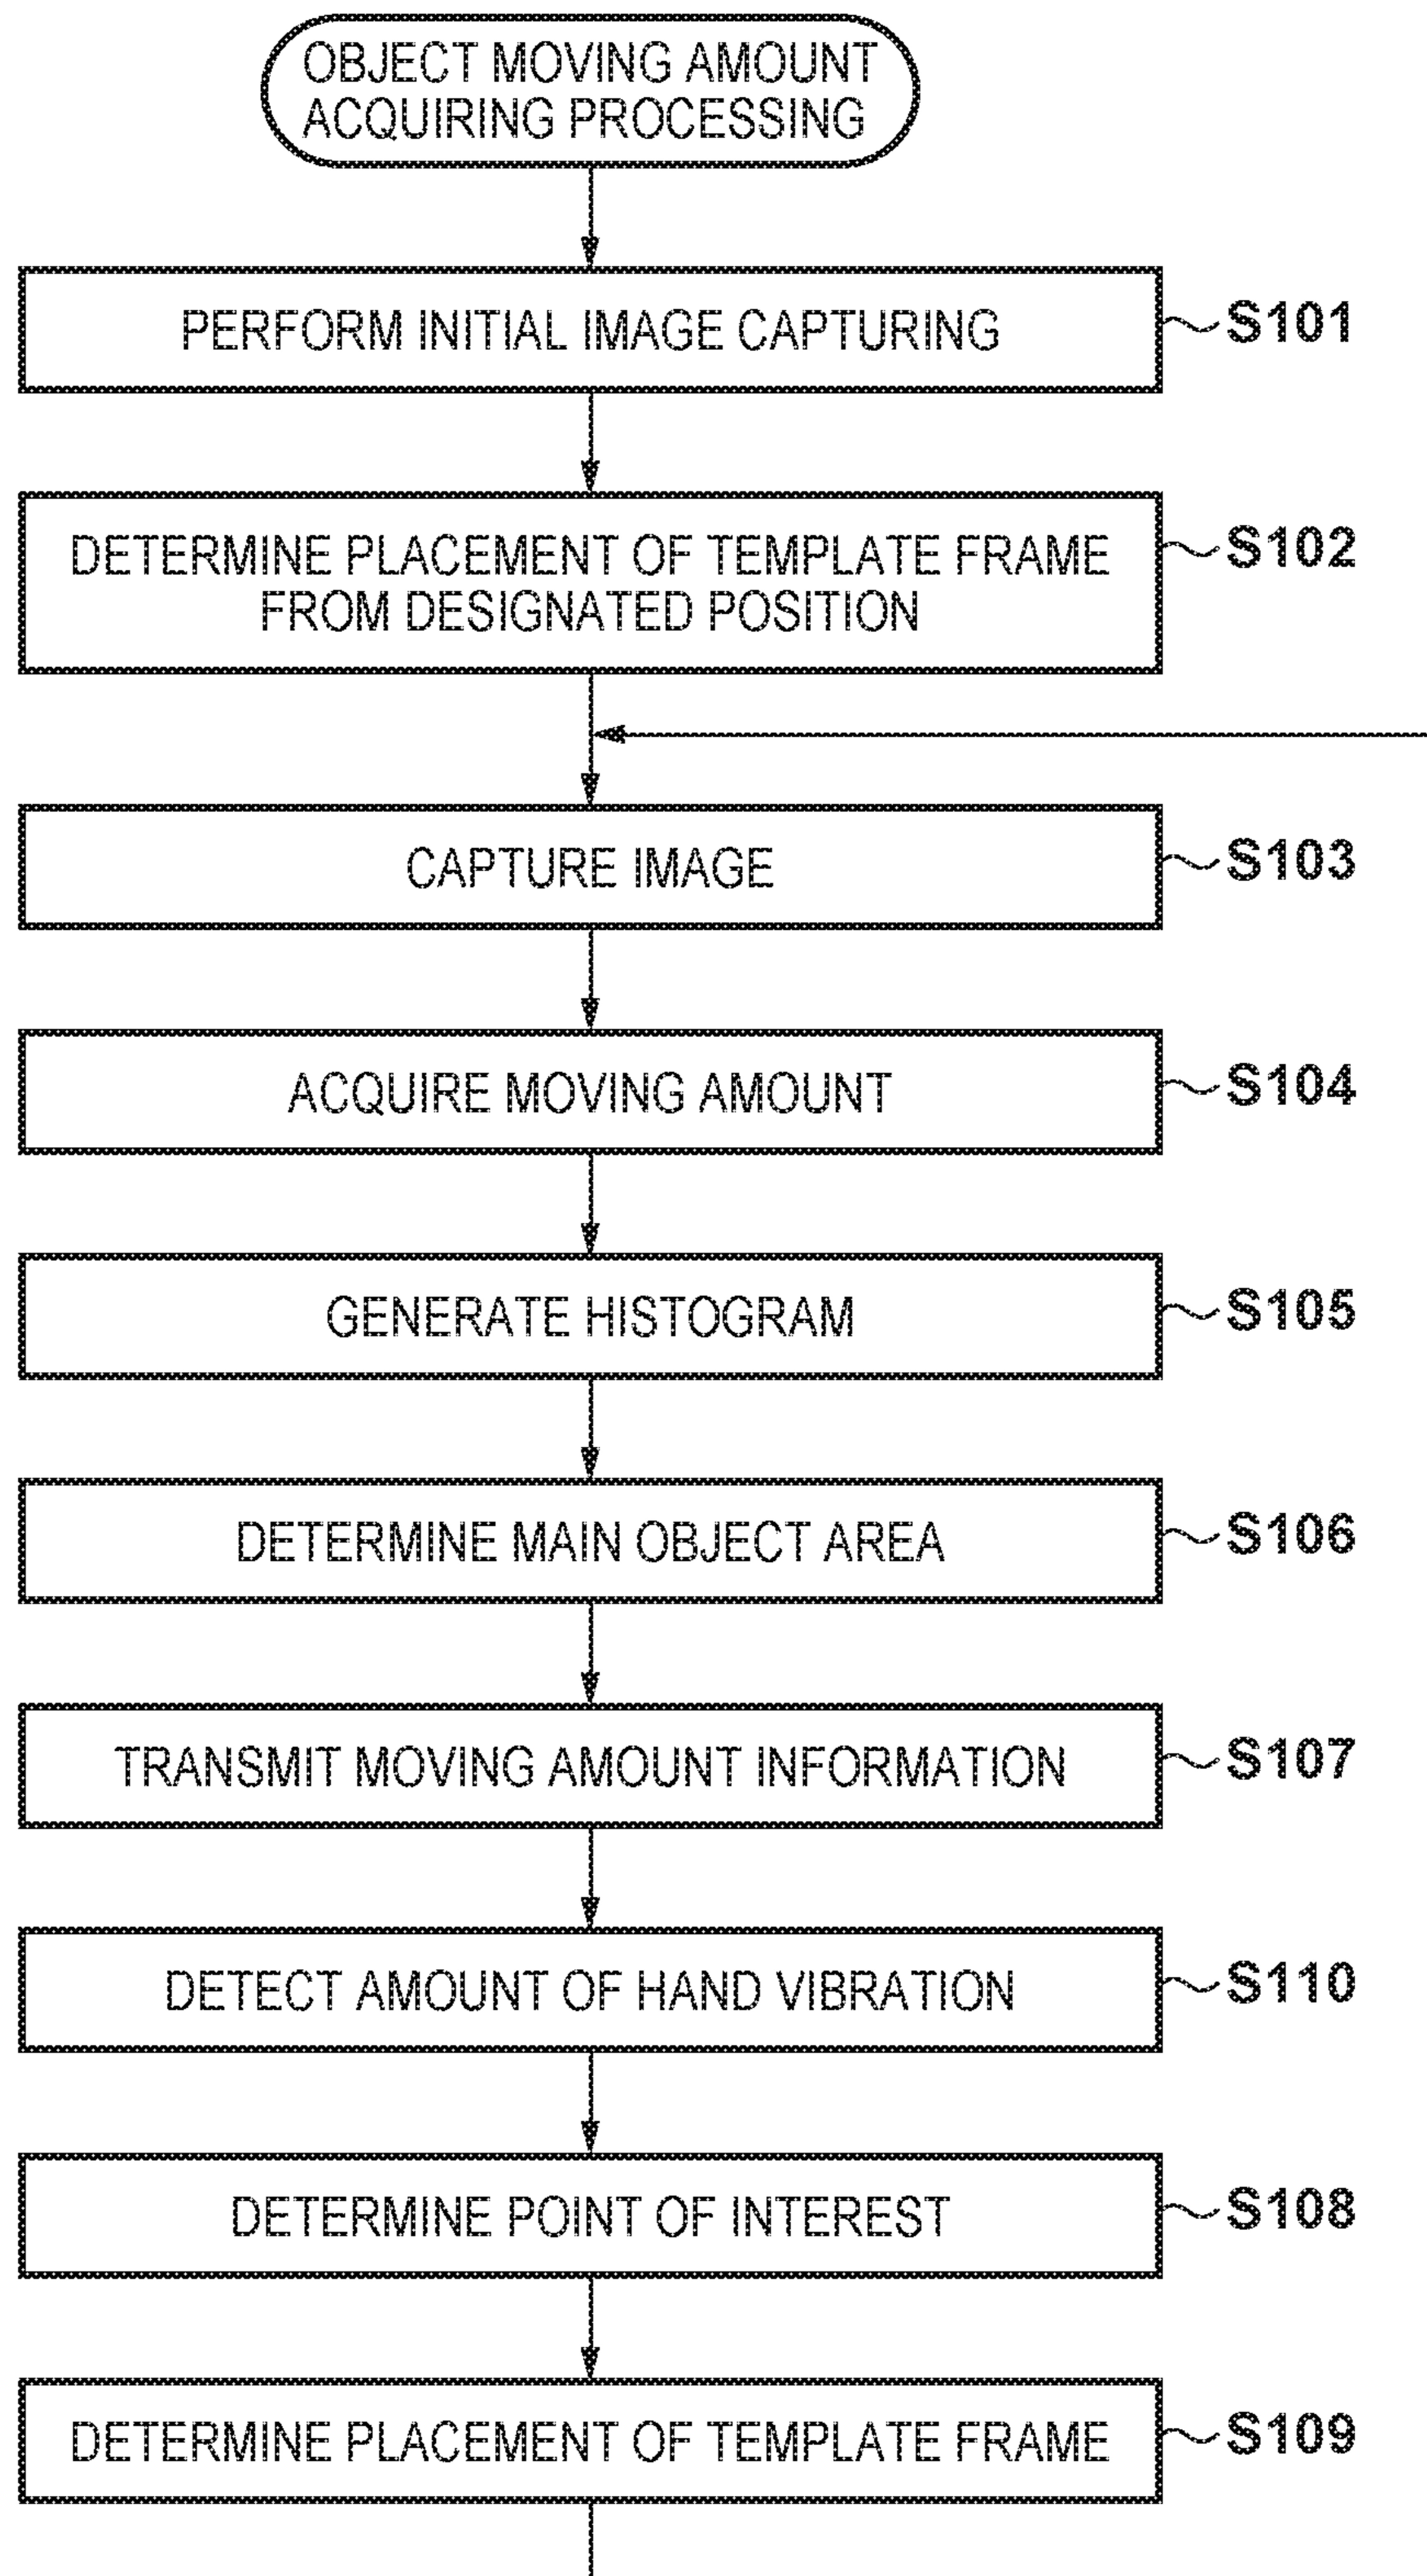 OBJECT MOVING AMOUNT
ACQUIRING PROCESSING
PERFORM INITIAL IMAGE CAPTURING
S101
DETERMINE PLACEMENT OF TEMPLATE FRAME
FROM DESIGNATED POSITION
S102
CAPTURE IMAGE
S103
ACQUIRE MOVING AMOUNT
S104
GENERATE HISTOGRAM
S105
DETERMINE MAIN OBJECT AREA
S106
TRANSMIT MOVING AMOUNT INFORMATION
S107
DETECT AMOUNT OF HAND VIBRATION
S110
DETERMINE POINT OF INTEREST
S108
DETERMINE PLACEMENT OF TEMPLATE FRAME
S109